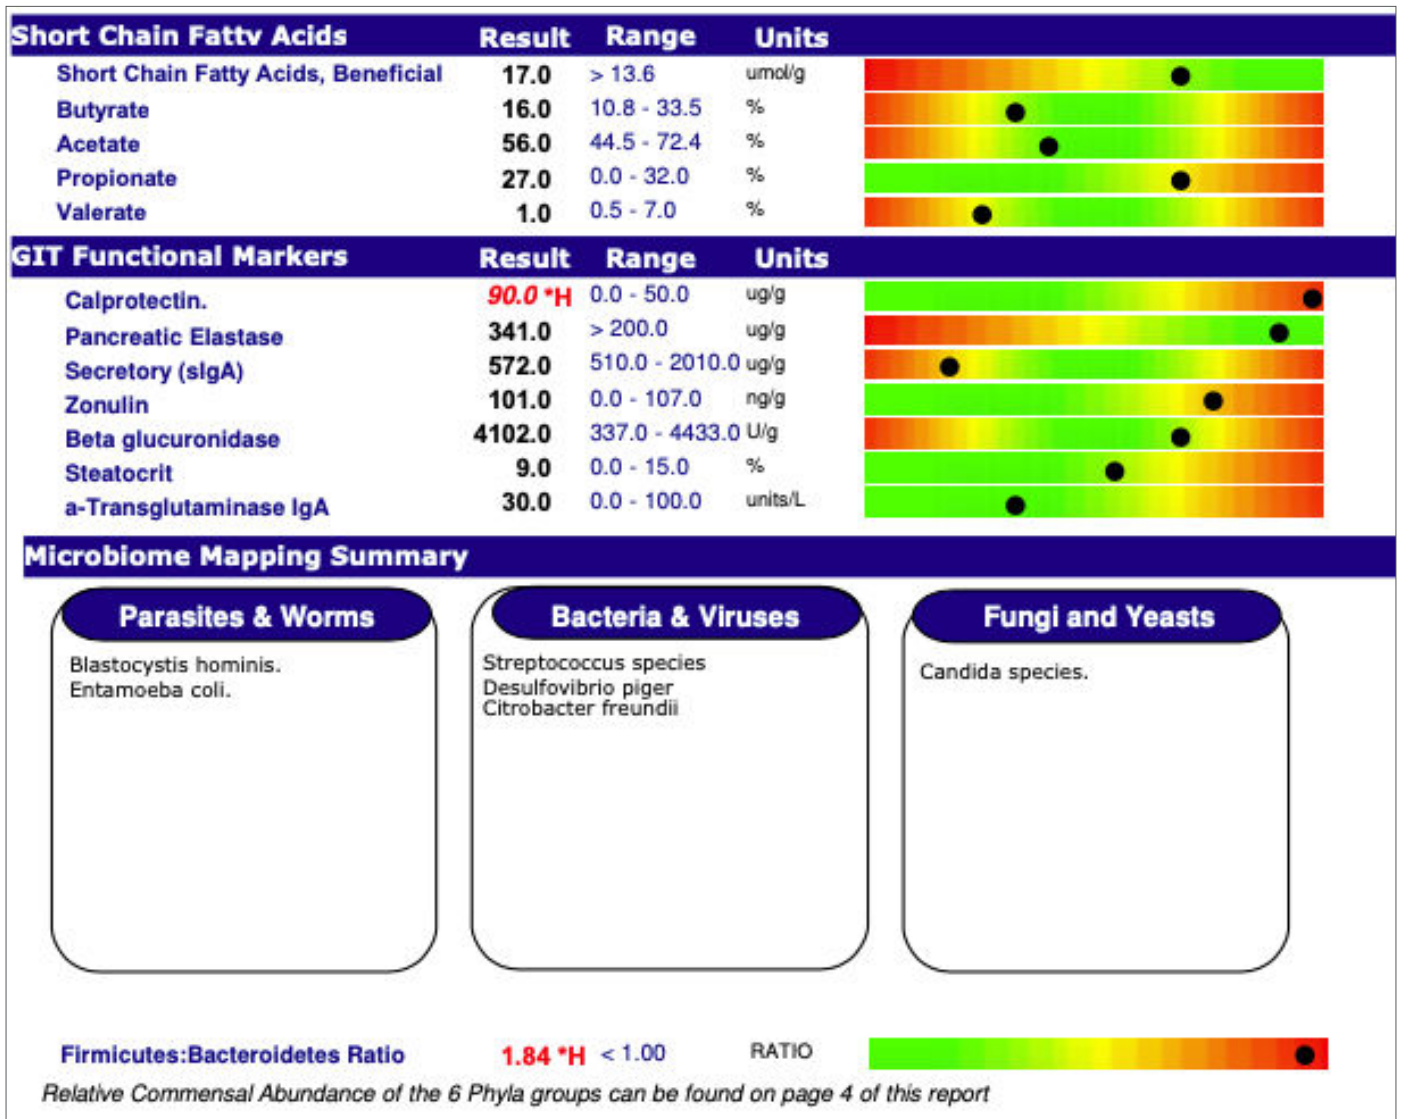 Short Chain Fatty Acids Result Range Units
Short Chain Fatty Acids, Beneficial 17.0 > 13.6 umol/g
Butyrate 16.0 10.8 - 33.5 %
Acetate 56.0 44.5 - 72.4 %
Propionate 27.0 0.0 - 32.0 %
Valerate 1.0 0.5 - 7.0 %
GIT Functional Markers Result Range Units
Calprotectin. 90.0 *H 0.0 - 50.0 ug/g
Pancreatic Elastase 341.0 > 200.0 ug/g
Secretory (sIgA) 572.0 510.0 - 2010.0 ug/g
Zonulin 101.0 0.0 - 107.0 ng/g
Beta glucuronidase 4102.0 337.0 - 4433.0 U/g
Steatocrit 9.0 0.0 - 15.0 %
a-Transglutaminase IgA 30.0 0.0 - 100.0 units/L
Microbiome Mapping Summary
Parasites & Worms
Blastocystis hominis.
Entamoeba coli.
Bacteria & Viruses
Streptococcus species
Desulfovibrio piger
Citrobacter freundii
Fungi and Yeasts
Candida species.
Firmicutes:Bacteroidetes Ratio 1.84 *H < 1.00 RATIO
Relative Commensal Abundance of the 6 Phyla groups can be found on page 4 of this report